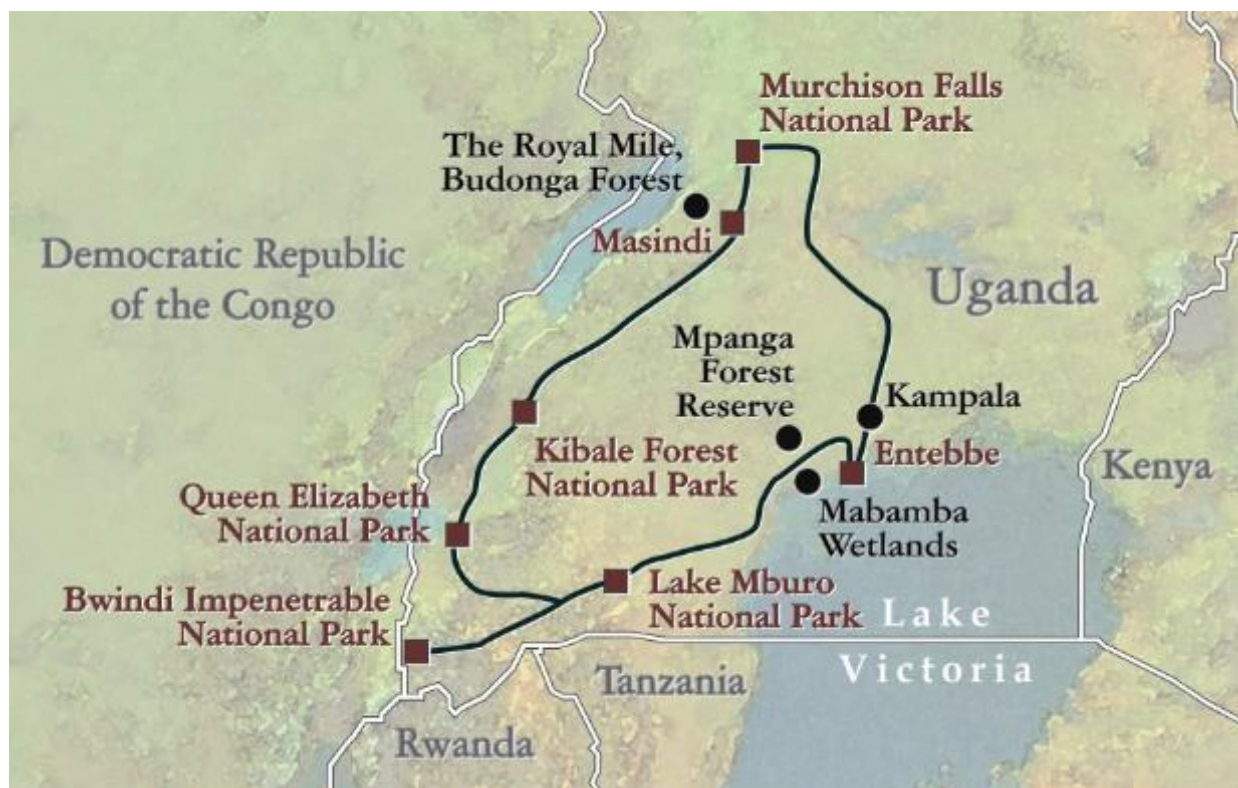 Murchison Falls
National Park
The Royal Mile,
Budonga Forest
Masindi
Democratic Republic
of the Congo
Uganda
Mpanga
Forest
Reserve
Kampala
Kibale Forest
National Park
Entebbe
Kenya
Queen Elizabeth
National Park
Mabamba
Wetlands
Bwindi Impenetrable
National Park
Lake Mburo
National Park
Lake
Victoria
Tanzania
Rwanda